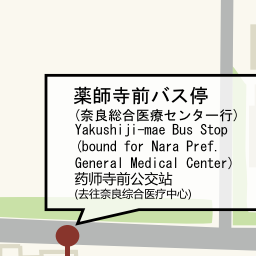 薬師寺前バス停
(奈良総合医療センター行)
Yakushiji-mae Bus Stop
(bound for Nara Pref.
General Medical Center)
药师寺前公交站
(去往奈良综合医疗中心)